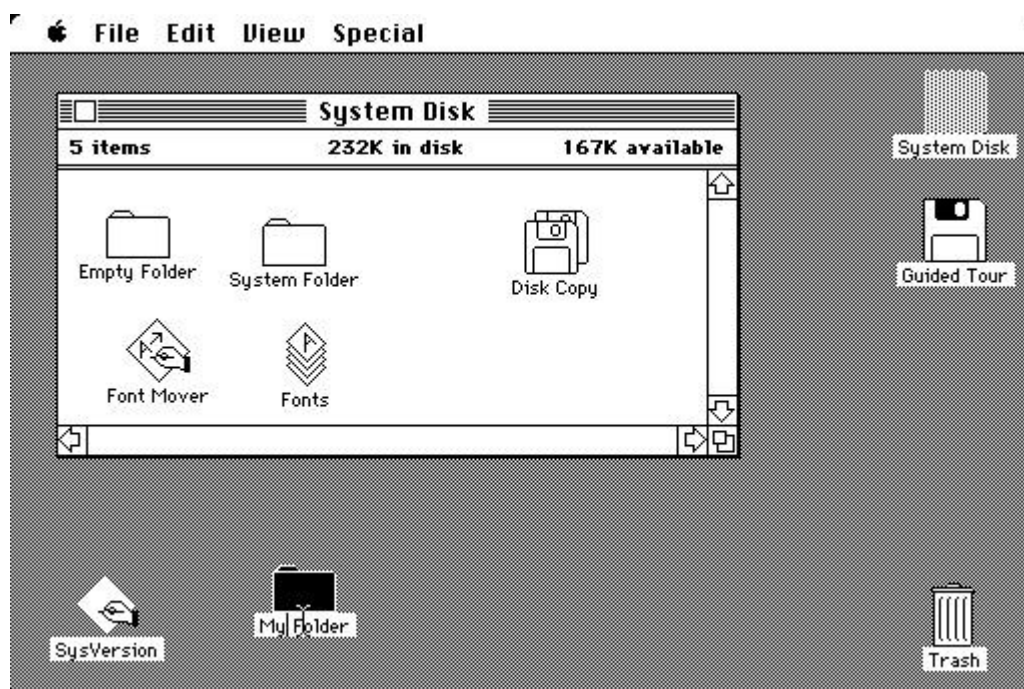 File Edit View Special
System Disk
5 items 232K in disk 167K available
System Disk
Empty Folder
System Folder
Disk Copy
Guided Tour
Font Mover
Fonts
SysVersion
My Folder
Trash